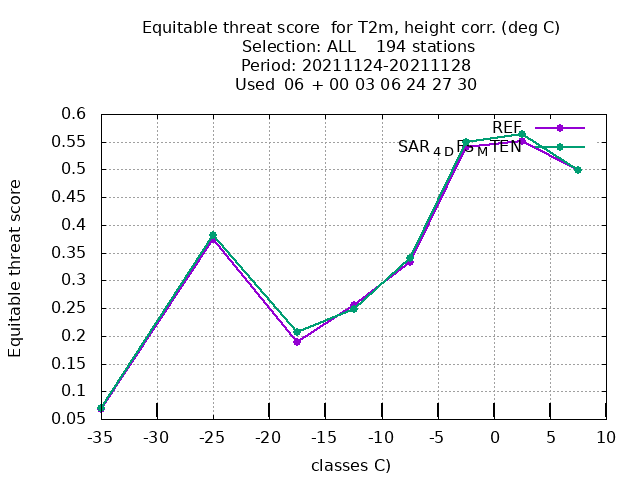 Equitable threat score for T2m, height corr. (deg C)
Selection: ALL 194 stations
Period: 20211124-20211128
Used 06 + 00 03 06 24 27 30
0.6
0.55
0.5
0.45
0.4
0.35
0.3
0.25
0.2
0.15
0.1
0.05
Equitable threat score
REF
SAR4DFSMTEN
-35 -30 -25 -20 -15 -10 -5 0 5 10
classes C)